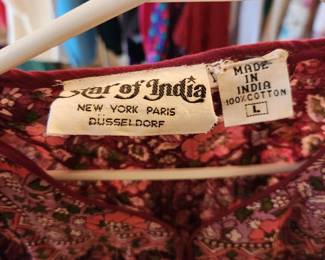 Star of India
NEW YORK PARIS
DÜSSELDORF
MADE
IN
INDIA
100% COTTON
L